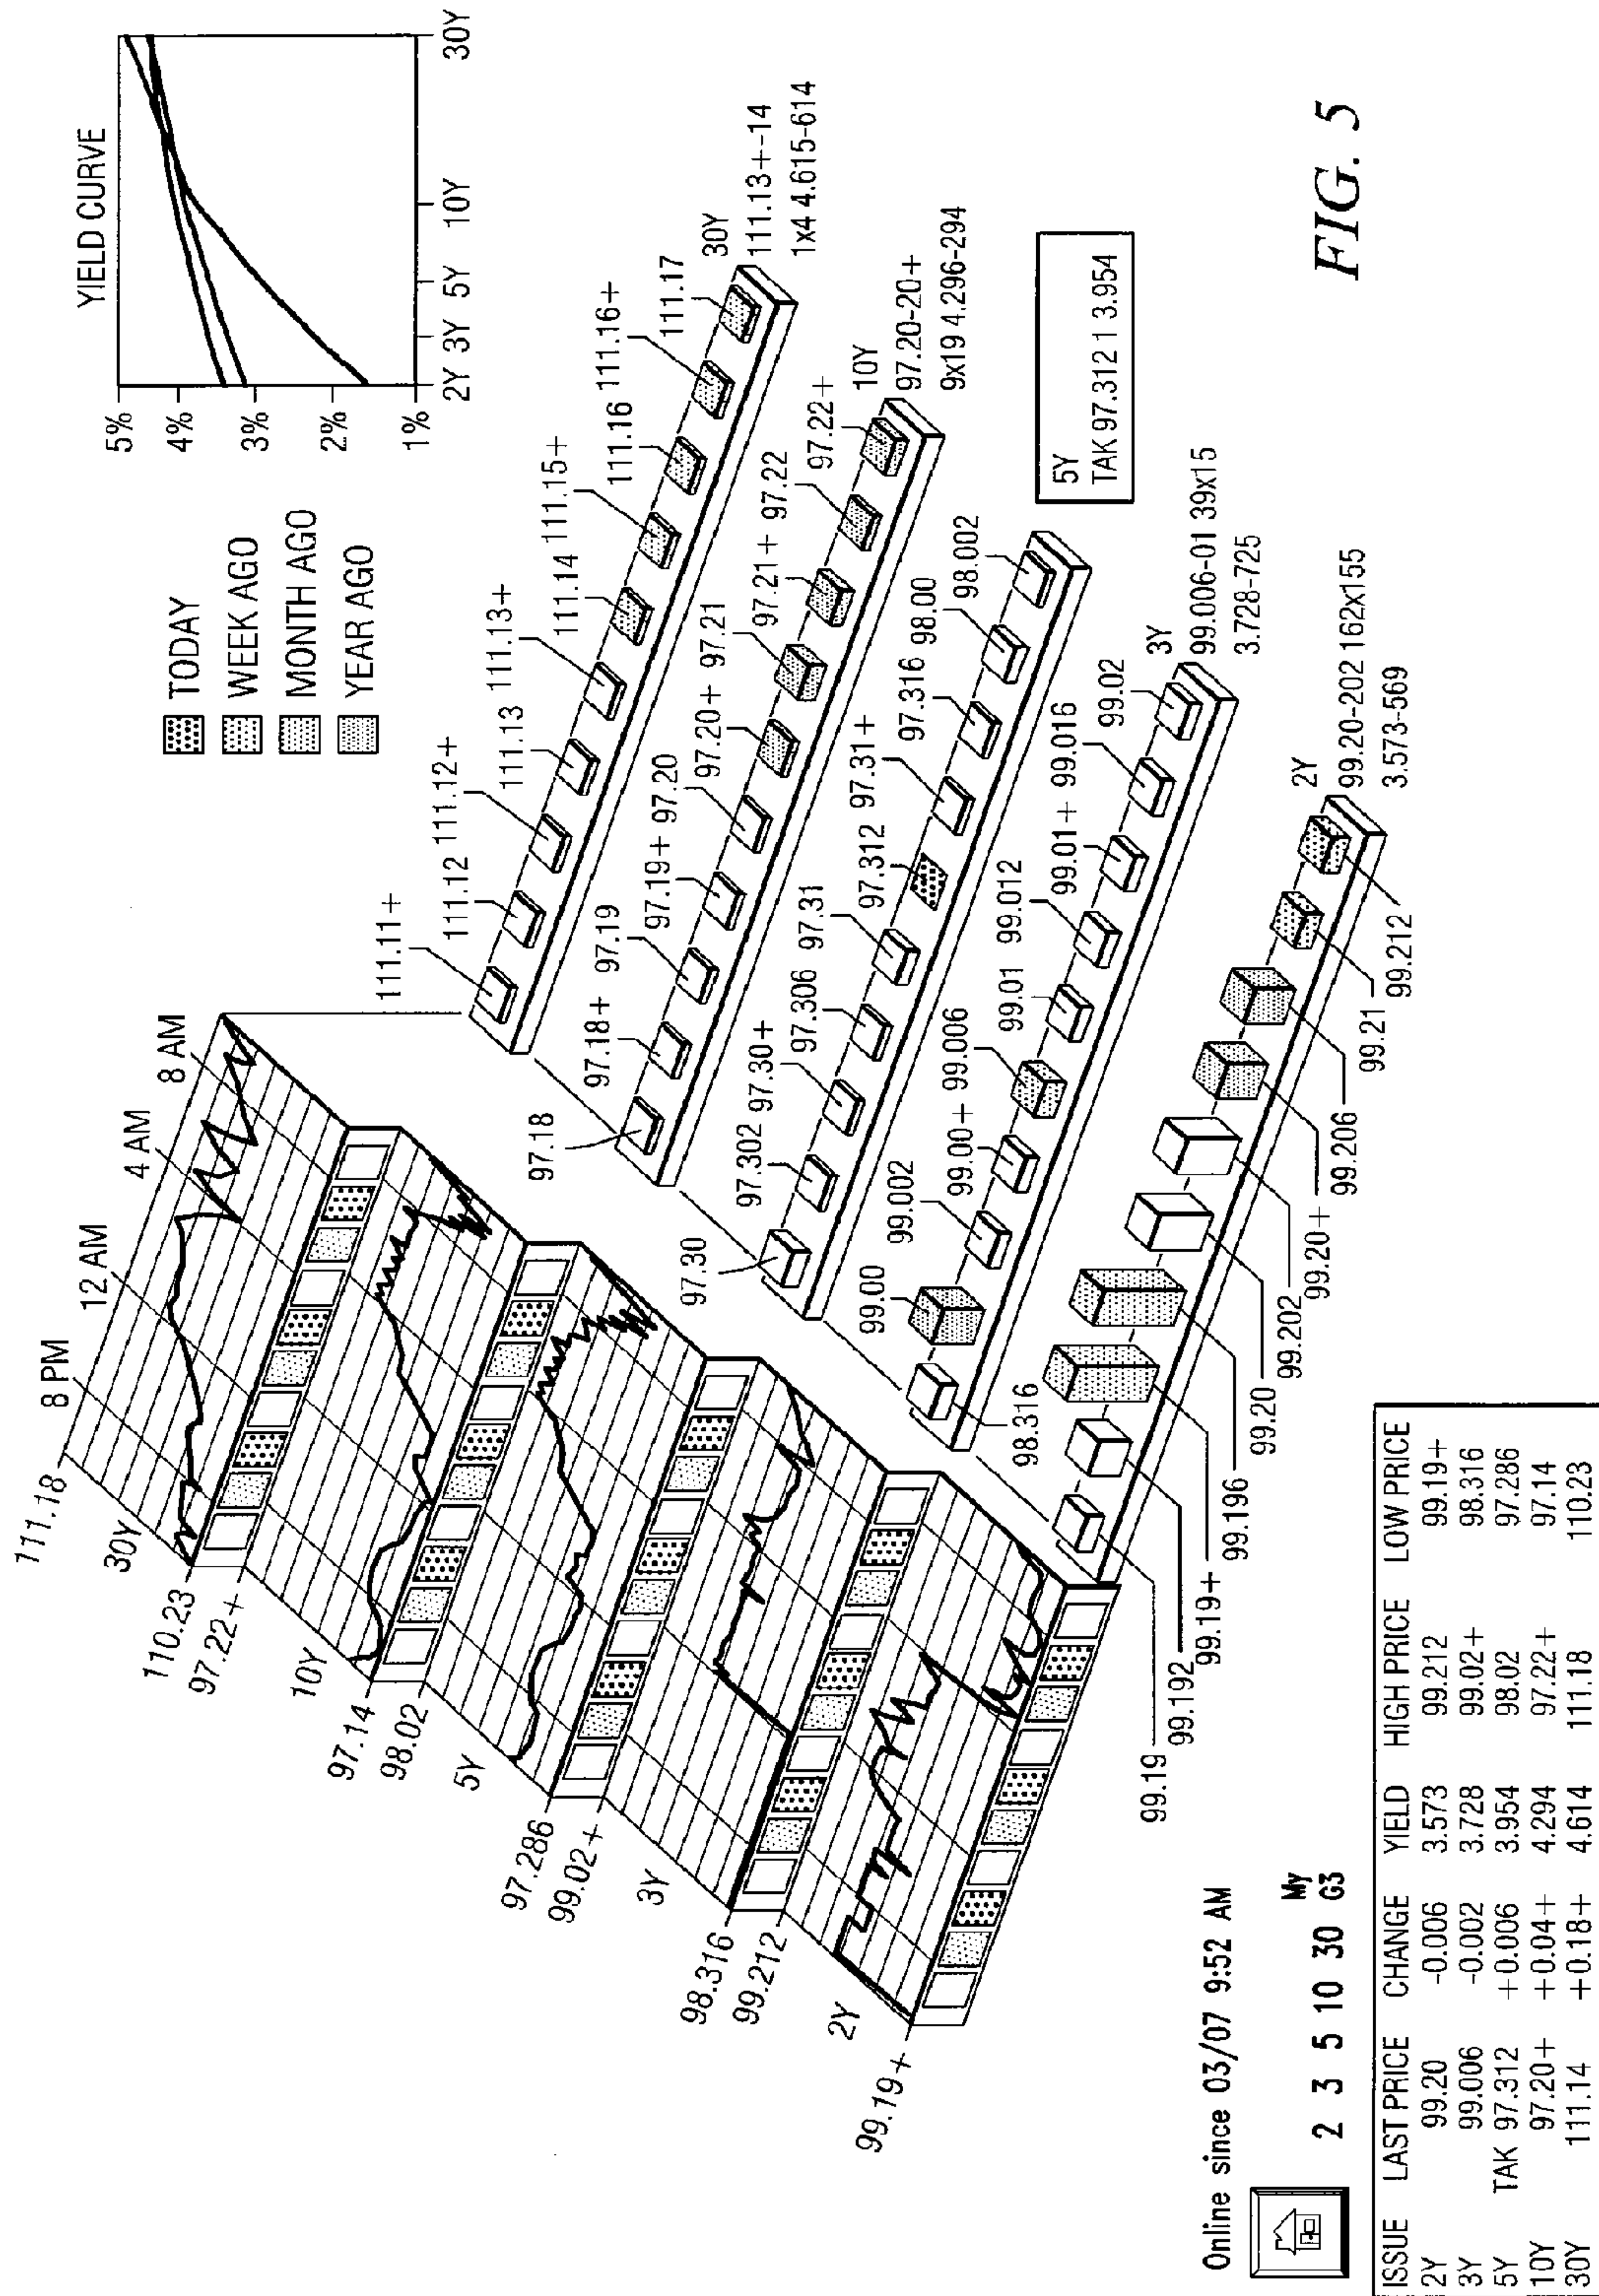 YIELD CURVE
5%
4%
3%
2%
1%
2Y 3Y 5Y 10Y 30Y
TODAY
WEEK AGO
MONTH AGO
YEAR AGO
8 PM
12 AM
4 AM
8 AM
111.18
30Y
110.23
97.22+
10Y
97.14
98.02
5Y
97.286
99.02+
3Y
98.316
99.212
2Y
99.19+
111.11+
111.12
111.12+
111.13
111.13+
111.14
111.15+
111.16
111.16+
111.17
30Y
111.13+-14
1x4 4.615-614
97.18
97.18+
97.19
97.19+
97.20
97.20+
97.21
97.21+
97.22
97.22+
10Y
97.20-20+
9x19 4.296-294
97.30
97.302
97.30+
97.306
97.31
97.312
97.31+
97.316
98.00
98.002
5Y
TAK 97.312 1 3.954
98.316
99.00
99.002
99.00+
99.006
99.01
99.012
99.01+
99.016
99.02
3Y
99.006-01 39x15
3.728-725
99.19
99.192
99.19+
99.196
99.20
99.202
99.20+
99.206
99.21
99.212
2Y
99.20-202 162x155
3.573-569
FIG. 5
Online since 03/07 9:52 AM
2 3 5 10 30 My G3
ISSUE LAST PRICE CHANGE YIELD HIGH PRICE LOW PRICE
2Y 99.20 -0.006 3.573 99.212 99.19+
3Y 99.006 -0.002 3.728 99.02+ 98.316
5Y TAK 97.312 +0.006 3.954 98.02 97.286
10Y 97.20+ +0.04+ 4.294 97.22+ 97.14
30Y 111.14 +0.18+ 4.614 111.18 110.23